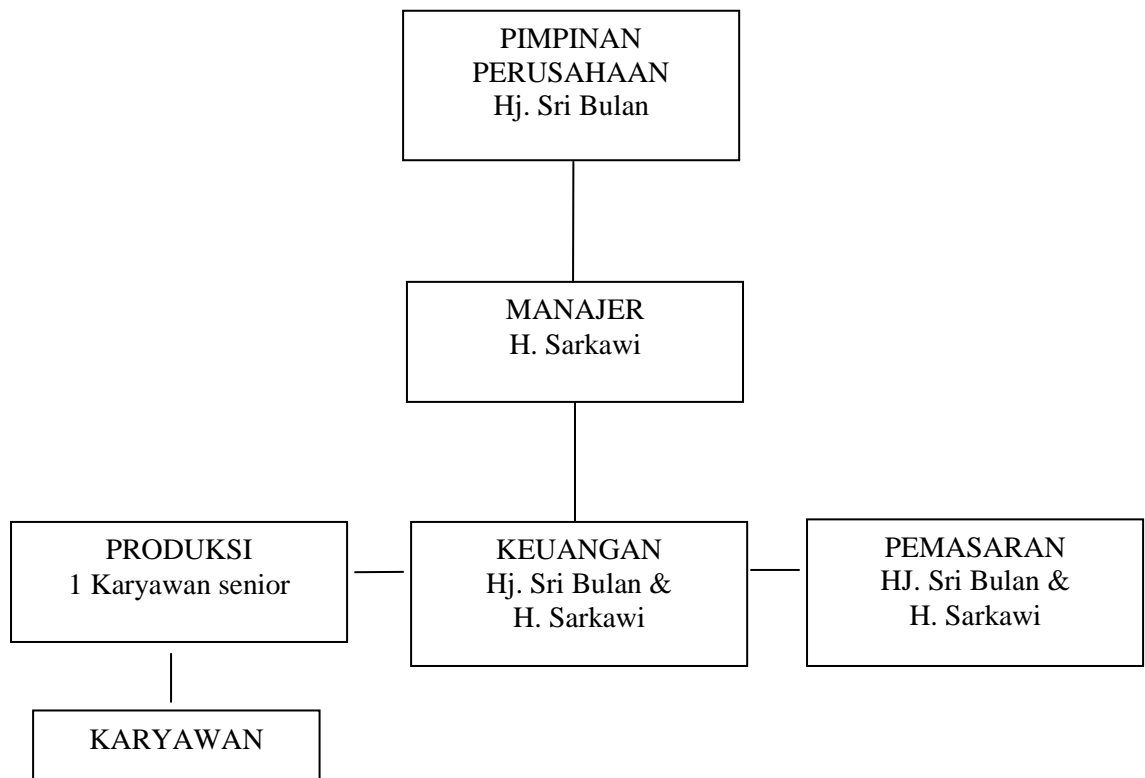 PIMPINAN
PERUSAHAAN
Hj. Sri Bulan
MANAJER
H. Sarkawi
PRODUKSI
1 Karyawan senior
KEUANGAN
Hj. Sri Bulan &
H. Sarkawi
PEMASARAN
HJ. Sri Bulan &
H. Sarkawi
KARYAWAN